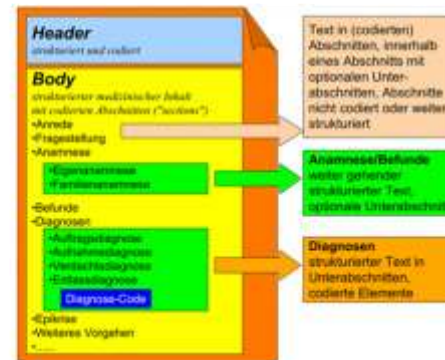 Header
strukturiert und codiert
Body
strukturierter medizinischer Inhalt
mit codierten Abschnitten ("sections")
•Anrede
•Fragestellung
•Anamnese
•Eigenanamnese
•Familienanamnese
•Befunde
•Diagnosen
•Auftragsdiagnose
•Aufnahmediagnose
•Verdachtsdiagnose
•Entlassdiagnose
Diagnose-Code
•Epikrise
•Weiteres Vorgehen
•......
Text in (codierten)
Abschnitten, innerhalb
eines Abschnitts mit
optionalen Unter-
abschnitten, Abschnitte
nicht codiert oder weiter
strukturiert
Anamnese/Befunde
weiter gehender
strukturierter Text,
optionale Unterabschnitt
Diagnosen
strukturierter Text in
Unterabschnitten,
codierte Elemente